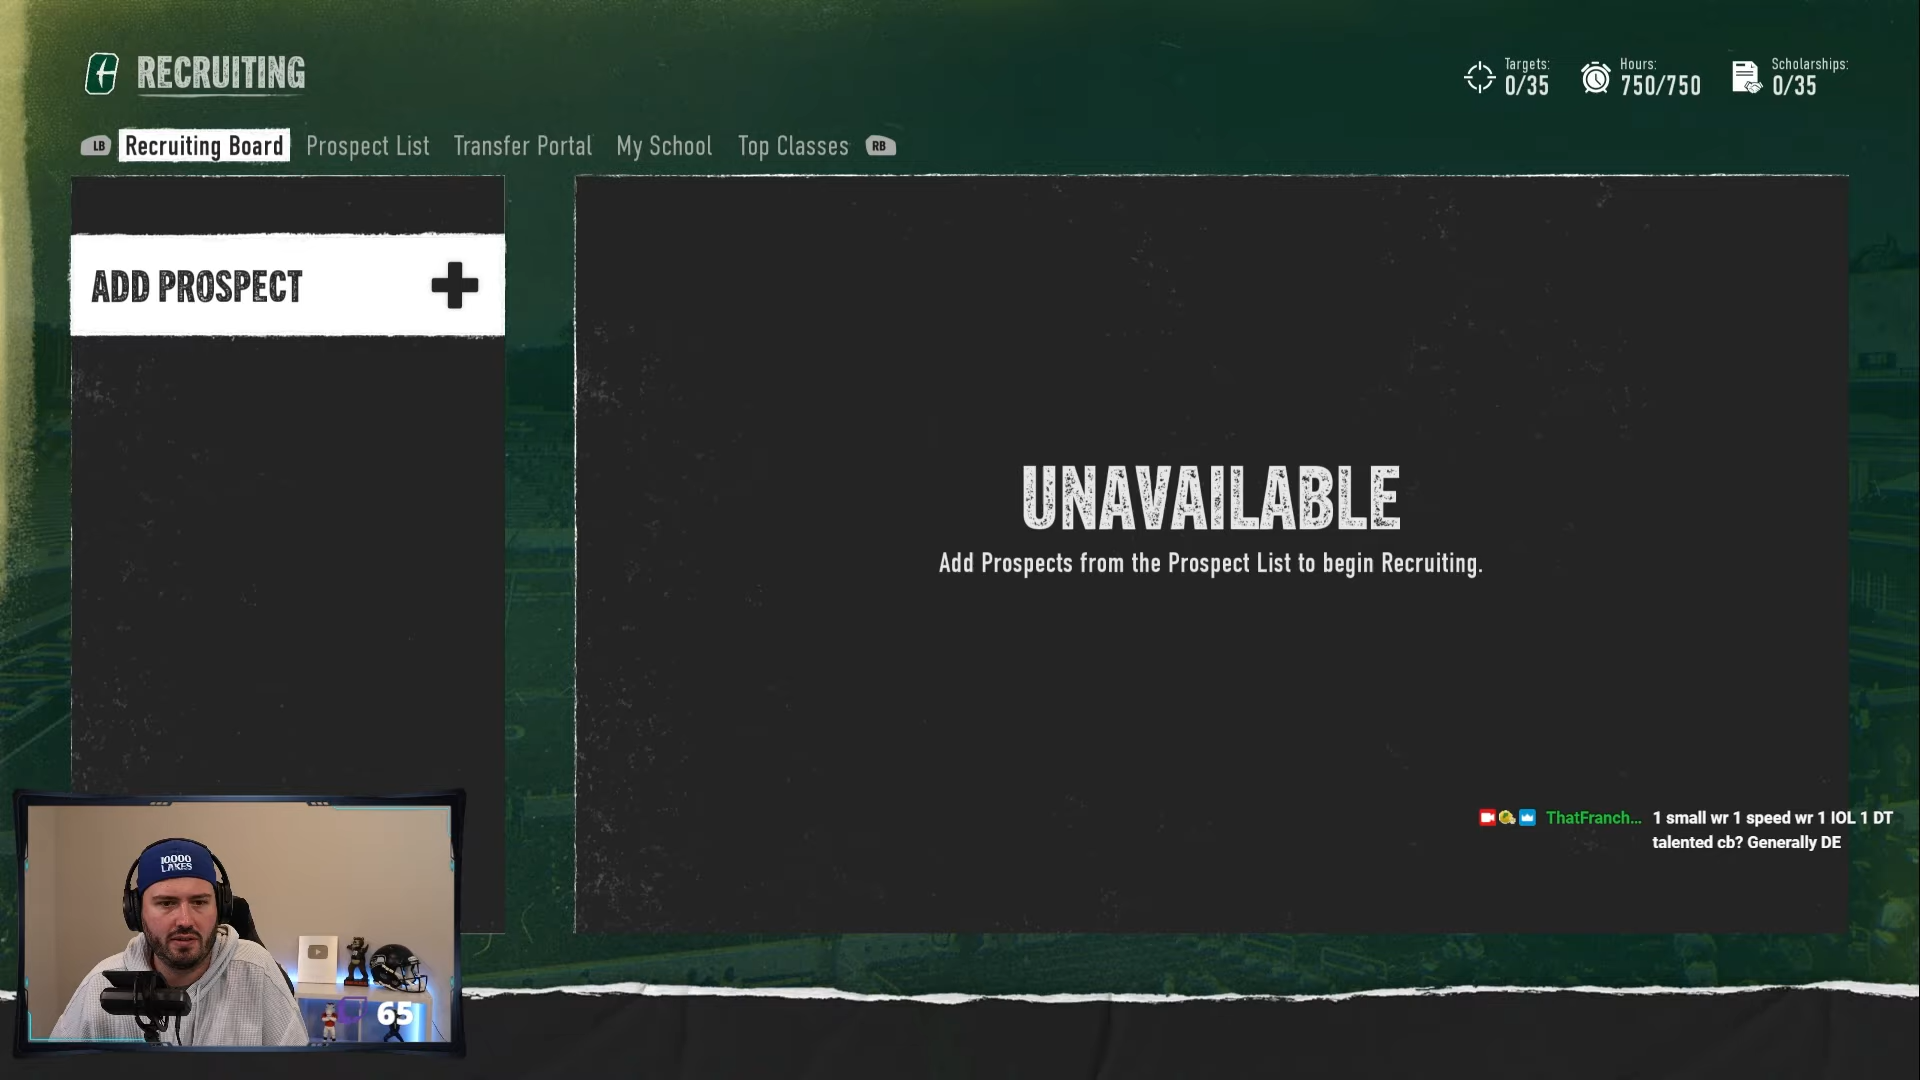 RECRUITING
Targets:
0/35
Hours:
750/750
Scholarships:
0/35
LB Recruiting Board Prospect List Transfer Portal My School Top Classes RB
ADD PROSPECT
UNAVAILABLE
Add Prospects from the Prospect List to begin Recruiting.
ThatFranch... 1 small wr 1 speed wr 1 IOL 1 DT
talented cb? Generally DE
10,000
LAKES
65